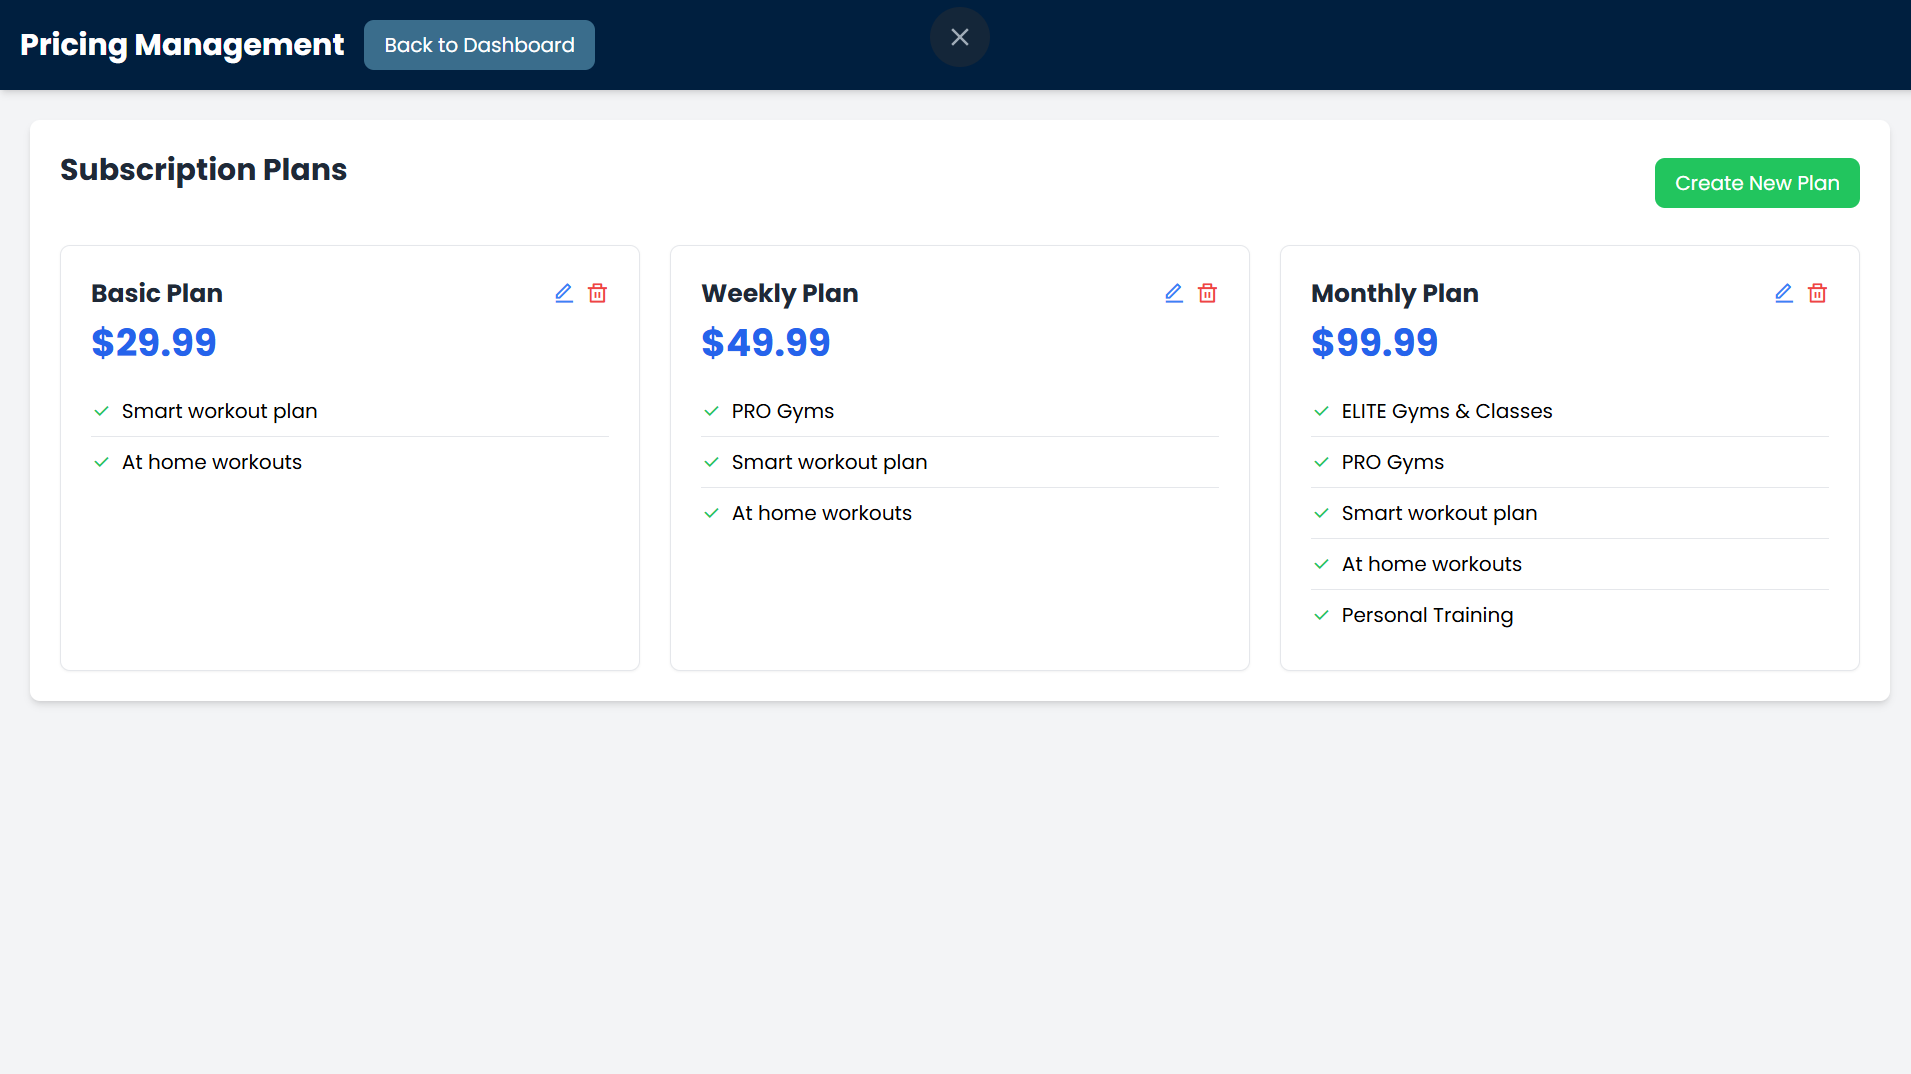 Pricing Management
Back to Dashboard
Subscription Plans
Create New Plan
Basic Plan
$29.99
Smart workout plan
At home workouts
Weekly Plan
$49.99
PRO Gyms
Smart workout plan
At home workouts
Monthly Plan
$99.99
ELITE Gyms & Classes
PRO Gyms
Smart workout plan
At home workouts
Personal Training